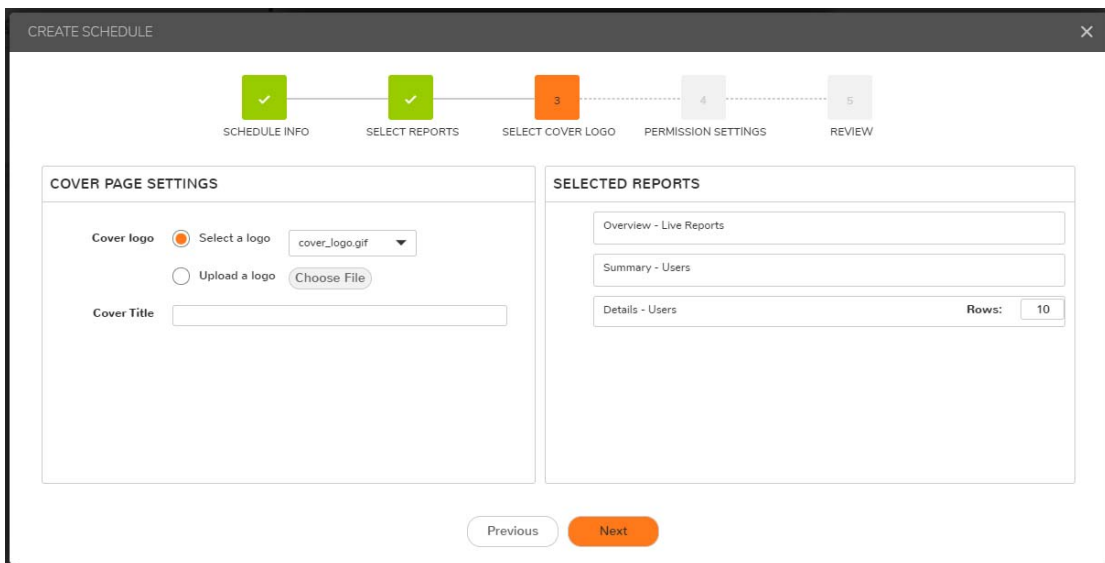 CREATE SCHEDULE
3
4
5
SCHEDULE INFO
SELECT REPORTS
SELECT COVER LOGO
PERMISSION SETTINGS
REVIEW
COVER PAGE SETTINGS
Cover logo
Select a logo
cover_logo.gif
Upload a logo
Choose File
Cover Title
SELECTED REPORTS
Overview - Live Reports
Summary - Users
Details - Users
Rows:
10
Previous
Next